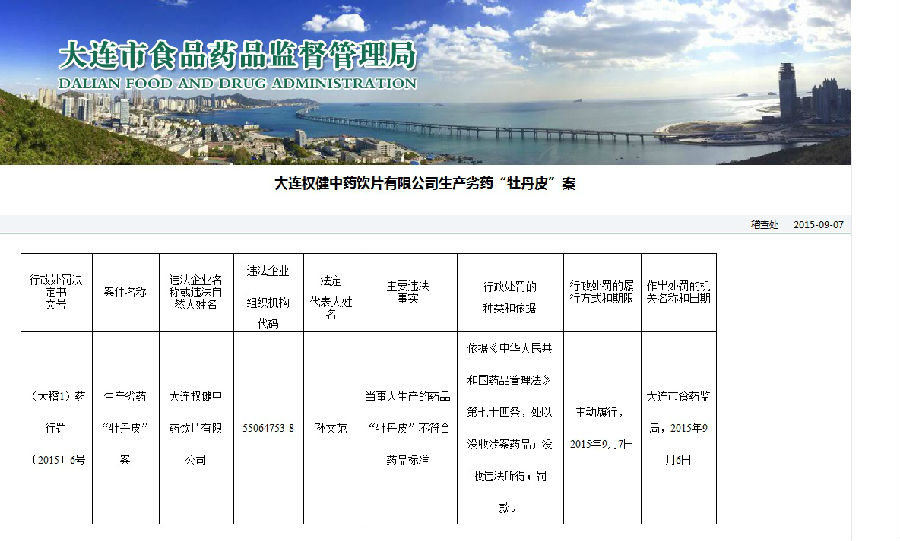 大连市食品药品监督管理局
DALIAN FOOD AND DRUG ADMINISTRATION
大连权健中药饮片有限公司生产劣药“牡丹皮”案
稽查处 2015-09-07
行政处罚决
定书
文号
案件名称
违法企业名
称或违法自
然人姓名
违法企业
组织机构
代码
法定
代表人姓
名
主要违法
事实
行政处罚的
种类和依据
行政处罚的履
行方式和期限
作出处罚的机
关名称和日期
（大稽1）药
行罚
〔2015〕6号
生产劣药
“牡丹皮”
案
大连权健中
药饮片有限
公司
55064753-8
孙文范
当事人生产的药品
“牡丹皮”不符合
药品标准
依据《中华人民共
和国药品管理法》
第七十四条，处以
没收涉案药品；没
收违法所得；罚
款。
主动履行，
2015年9月7日
大连市食药监
局，2015年9
月6日